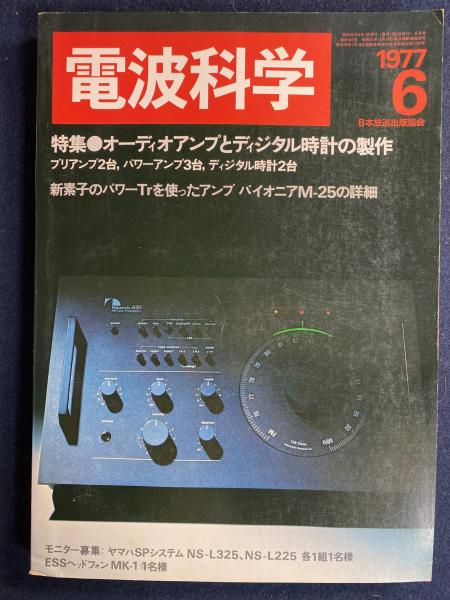 電波科学
1977
6
日本放送出版協会
特集●オーディオアンプとディジタル時計の製作
プリアンプ2台, パワーアンプ3台, ディジタル時計2台
新素子のパワーTrを使ったアンプ パイオニアM-25の詳細
Nakamichi 630
FM
MHz
モニター募集: ヤマハSPシステム NS-L325、NS-L225 各1組1名様
ESSヘッドフォン MK-1 1名様